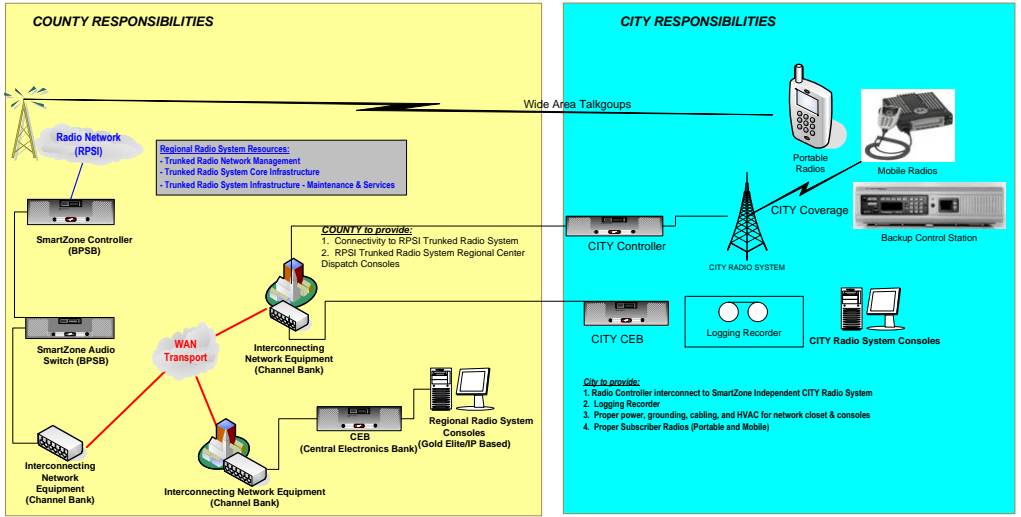 COUNTY RESPONSIBILITIES
CITY RESPONSIBILITIES
Wide Area Talkgoups
Radio Network
(RPSI)
Regional Radio System Resources:
- Trunked Radio Network Management
- Trunked Radio System Core Infrastructure
- Trunked Radio System Infrastructure - Maintenance & Services
Portable
Radios
Mobile Radios
SmartZone Controller
(BPSB)
COUNTY to provide:
1. Connectivity to RPSI Trunked Radio System
2. RPSI Trunked Radio System Regional Center
Dispatch Consoles
CITY Controller
CITY Coverage
CITY RADIO SYSTEM
Backup Control Station
SmartZone Audio
Switch (BPSB)
WAN
Transport
Interconnecting
Network Equipment
(Channel Bank)
CITY CEB
Logging Recorder
CITY Radio System Consoles
City to provide:
1. Radio Controller interconnect to SmartZone Independent CITY Radio System
2. Logging Recorder
3. Proper power, grounding, cabling, and HVAC for network closet & consoles
4. Proper Subscriber Radios (Portable and Mobile)
Interconnecting
Network
Equipment
(Channel Bank)
Interconnecting Network Equipment
(Channel Bank)
CEB
(Central Electronics Bank)
Regional Radio System
Consoles
(Gold Elite/IP Based)